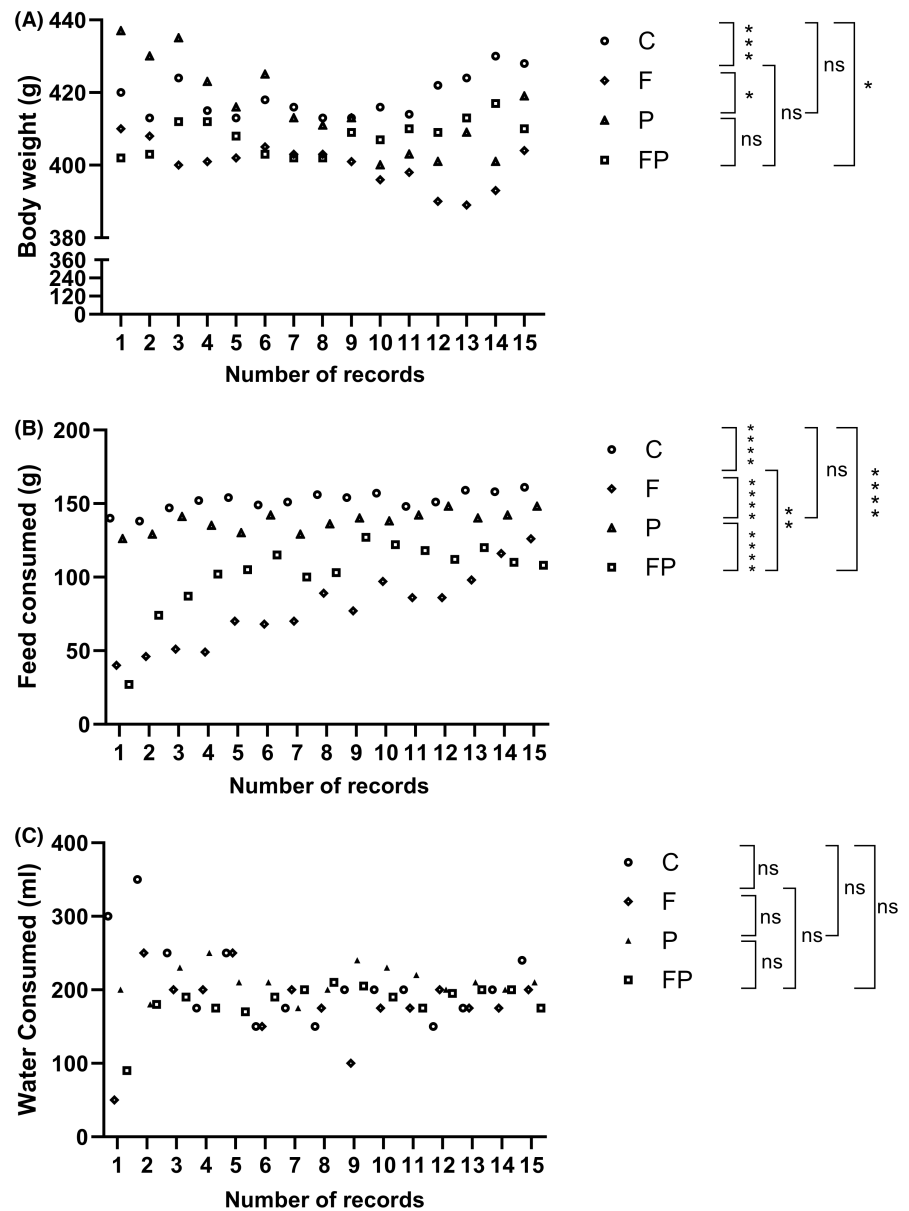 (A)
Body weight (g)
440
420
400
380
360
240
120
0
1 2 3 4 5 6 7 8 9 10 11 12 13 14 15
Number of records
C
F
P
FP
***
*
ns
ns
ns
*
(B)
Feed consumed (g)
200
150
100
50
0
1 2 3 4 5 6 7 8 9 10 11 12 13 14 15
Number of records
C
F
P
FP
****
****
****
**
ns
****
(C)
Water Consumed (ml)
400
300
200
100
0
1 2 3 4 5 6 7 8 9 10 11 12 13 14 15
Number of records
C
F
P
FP
ns
ns
ns
ns
ns
ns